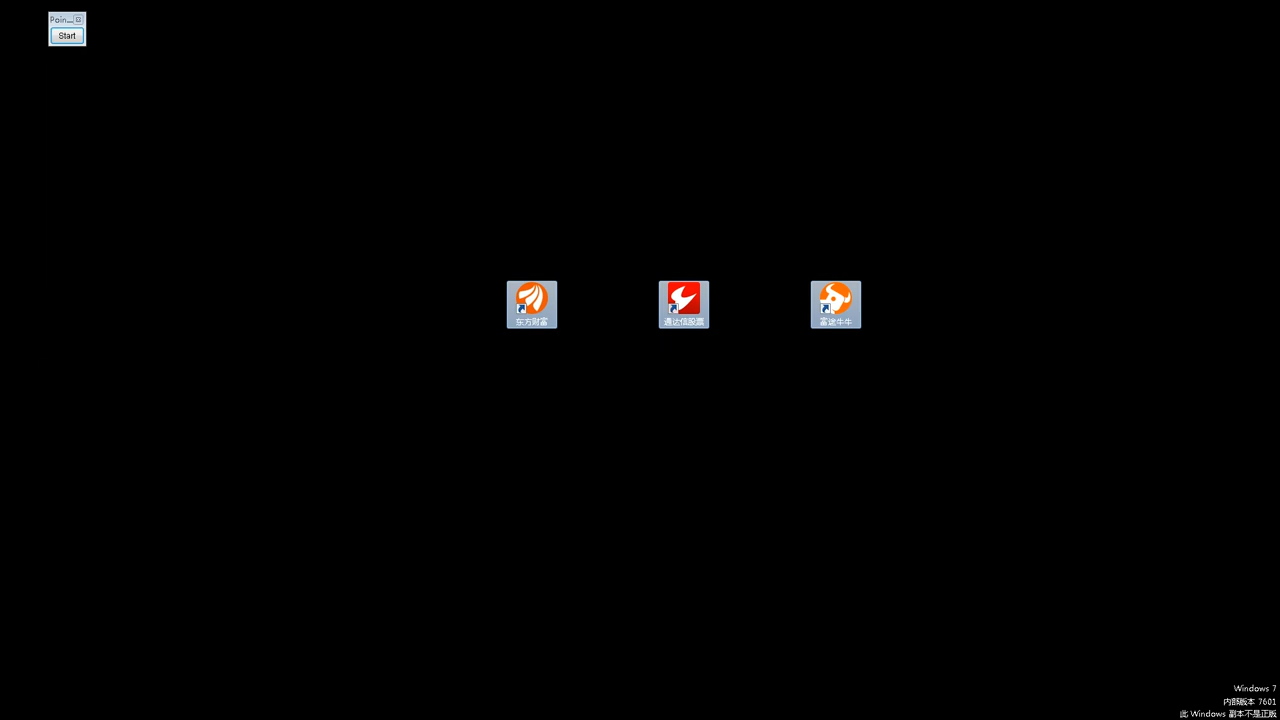 Poin...
Start
东方财富
通达信股票
富途牛牛
Windows 7
内部版本 7601
此 Windows 副本不是正版